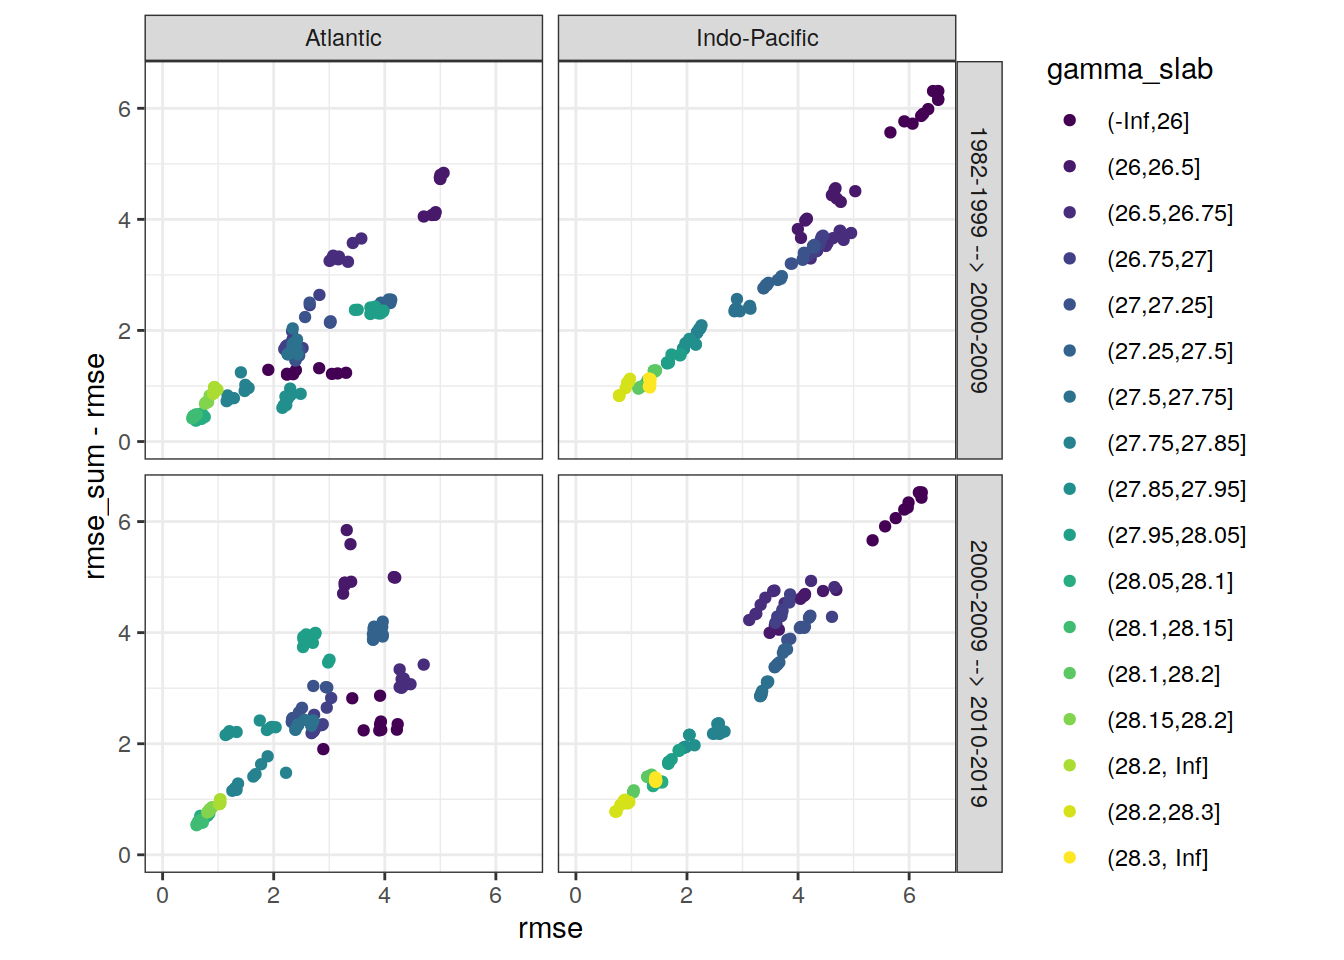 Atlantic
Indo-Pacific
gamma_slab
(-Inf,26]
(26,26.5]
(26.5,26.75]
(26.75,27]
(27,27.25]
(27.25,27.5]
(27.5,27.75]
(27.75,27.85]
(27.85,27.95]
(27.95,28.05]
(28.05,28.1]
(28.1,28.15]
(28.1,28.2]
(28.15,28.2]
(28.2, Inf]
(28.2,28.3]
(28.3, Inf]
1982-1999 --> 2000-2009
2000-2009 --> 2010-2019
rmse_sum - rmse
6
4
2
0
6
4
2
0
0 2 4 6
0 2 4 6
rmse